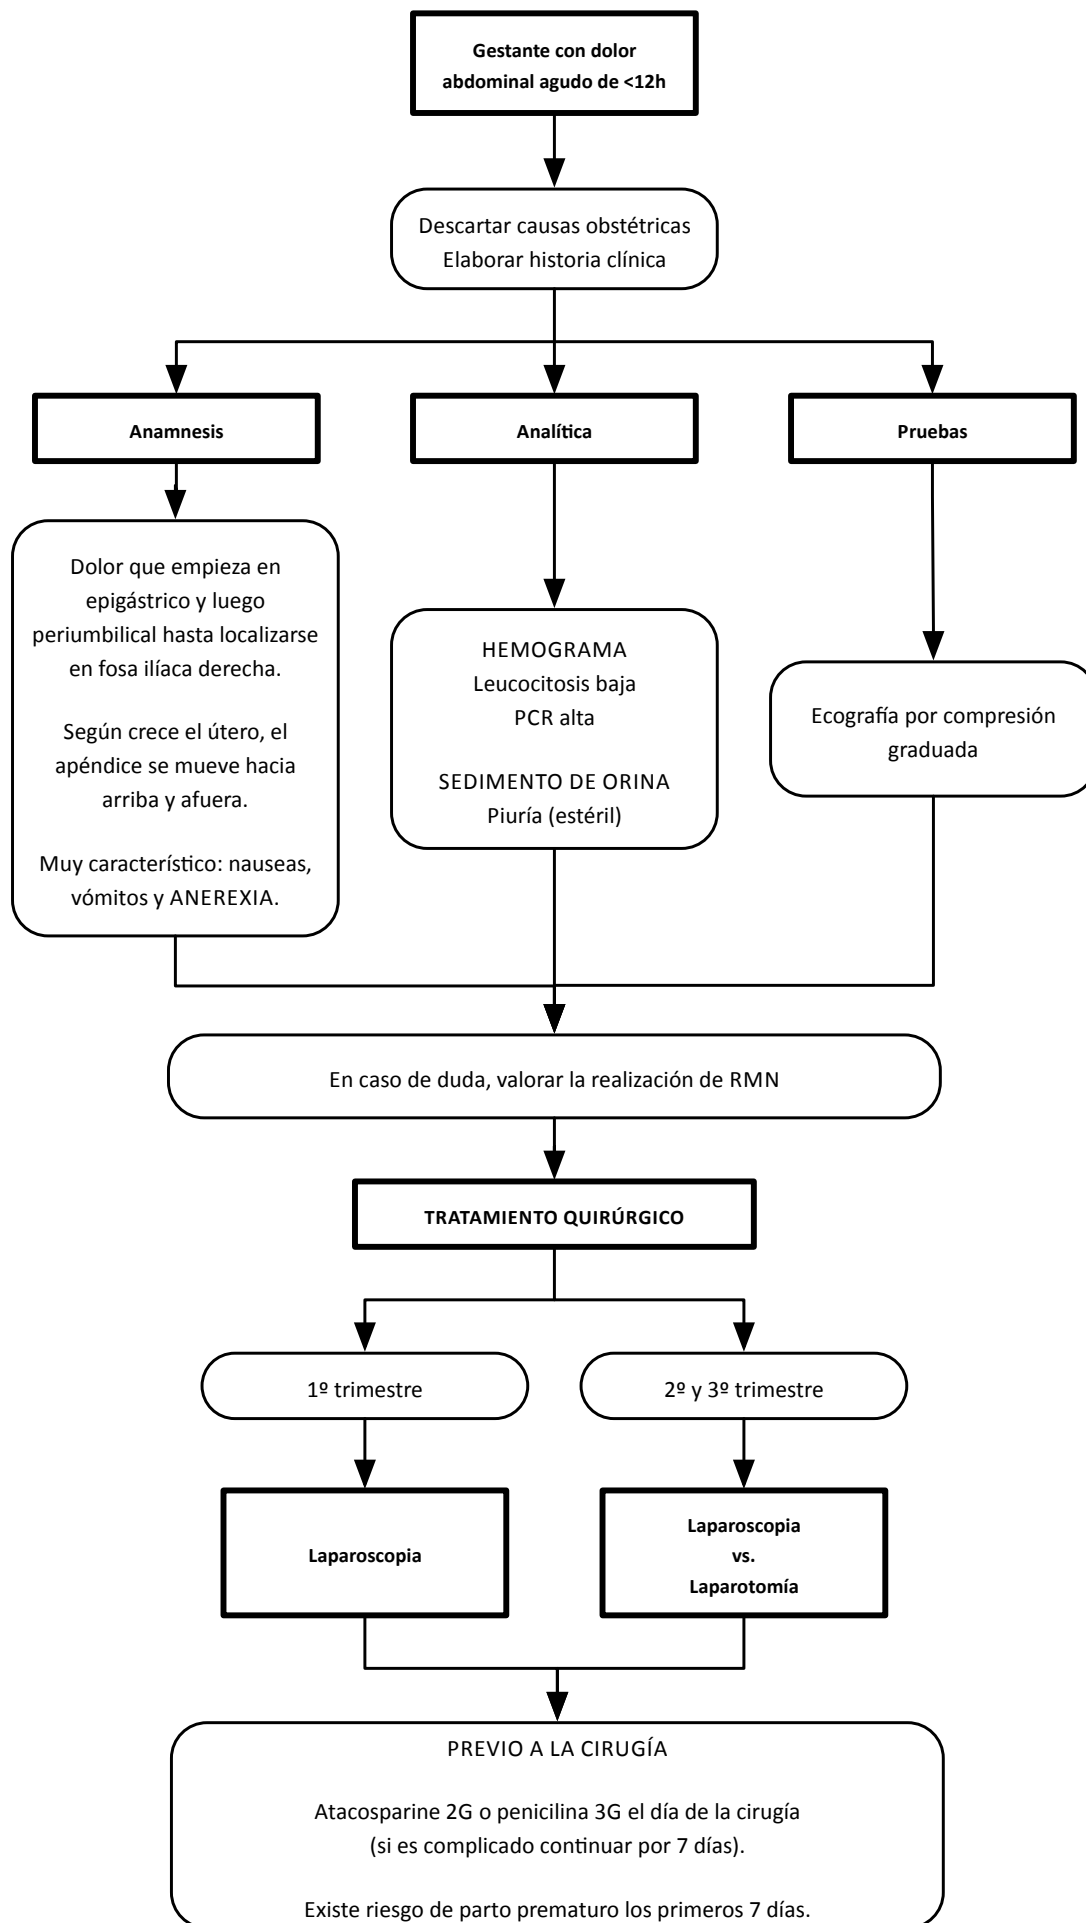 Gestante con dolor
abdominal agudo de <12h
Descartar causas obstétricas
Elaborar historia clínica
Anamnesis
Analítica
Pruebas
Dolor que empieza en
epigástrico y luego
periumbilical hasta localizarse
en fosa ilíaca derecha.
Según crece el útero, el
apéndice se mueve hacia
arriba y afuera.
Muy característico: nauseas,
vómitos y ANEREXIA.
HEMOGRAMA
Leucocitosis baja
PCR alta
SEDIMENTO DE ORINA
Piuría (estéril)
Ecografía por compresión
graduada
En caso de duda, valorar la realización de RMN
TRATAMIENTO QUIRÚRGICO
1º trimestre
2º y 3º trimestre
Laparoscopia
Laparoscopia
vs.
Laparotomía
PREVIO A LA CIRUGÍA
Atacosparine 2G o penicilina 3G el día de la cirugía
(si es complicado continuar por 7 días).
Existe riesgo de parto prematuro los primeros 7 días.